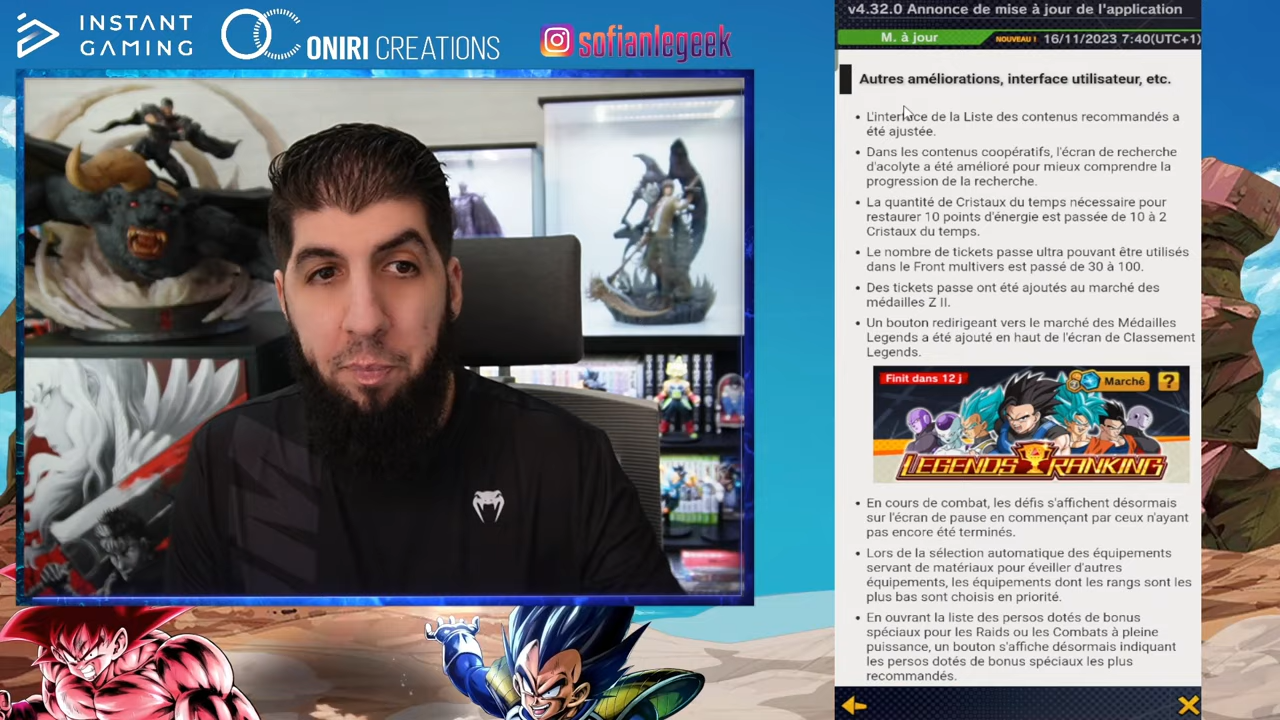 INSTANT
GAMING
ONIRI CREATIONS
sofianlegeek
v4.32.0 Annonce de mise à jour de l'application
M. à jour
NOUVEAU !
16/11/2023 7:40(UTC+1)
Autres améliorations, interface utilisateur, etc.
• L'interface de la Liste des contenus recommandés a
été ajustée.
• Dans les contenus coopératifs, l'écran de recherche
d'acolyte a été amélioré pour mieux comprendre la
progression de la recherche.
• La quantité de Cristaux du temps nécessaire pour
restaurer 10 points d'énergie est passée de 10 à 2
Cristaux du temps.
• Le nombre de tickets passe ultra pouvant être utilisés
dans le Front multivers est passé de 30 à 100.
• Des tickets passe ont été ajoutés au marché des
médailles Z II.
• Un bouton redirigeant vers le marché des Médailles
Legends a été ajouté en haut de l'écran de Classement
Legends.
Finit dans 12 j
Marché
?
LEGENDS RANKING
• En cours de combat, les défis s'affichent désormais
sur l'écran de pause en commençant par ceux n'ayant
pas encore été terminés.
• Lors de la sélection automatique des équipements
servant de matériaux pour éveiller d'autres
équipements, les équipements dont les rangs sont les
plus bas sont choisis en priorité.
• En ouvrant la liste des persos dotés de bonus
spéciaux pour les Raids ou les Combats à pleine
puissance, un bouton s'affiche désormais indiquant
les persos dotés de bonus spéciaux les plus
recommandés.